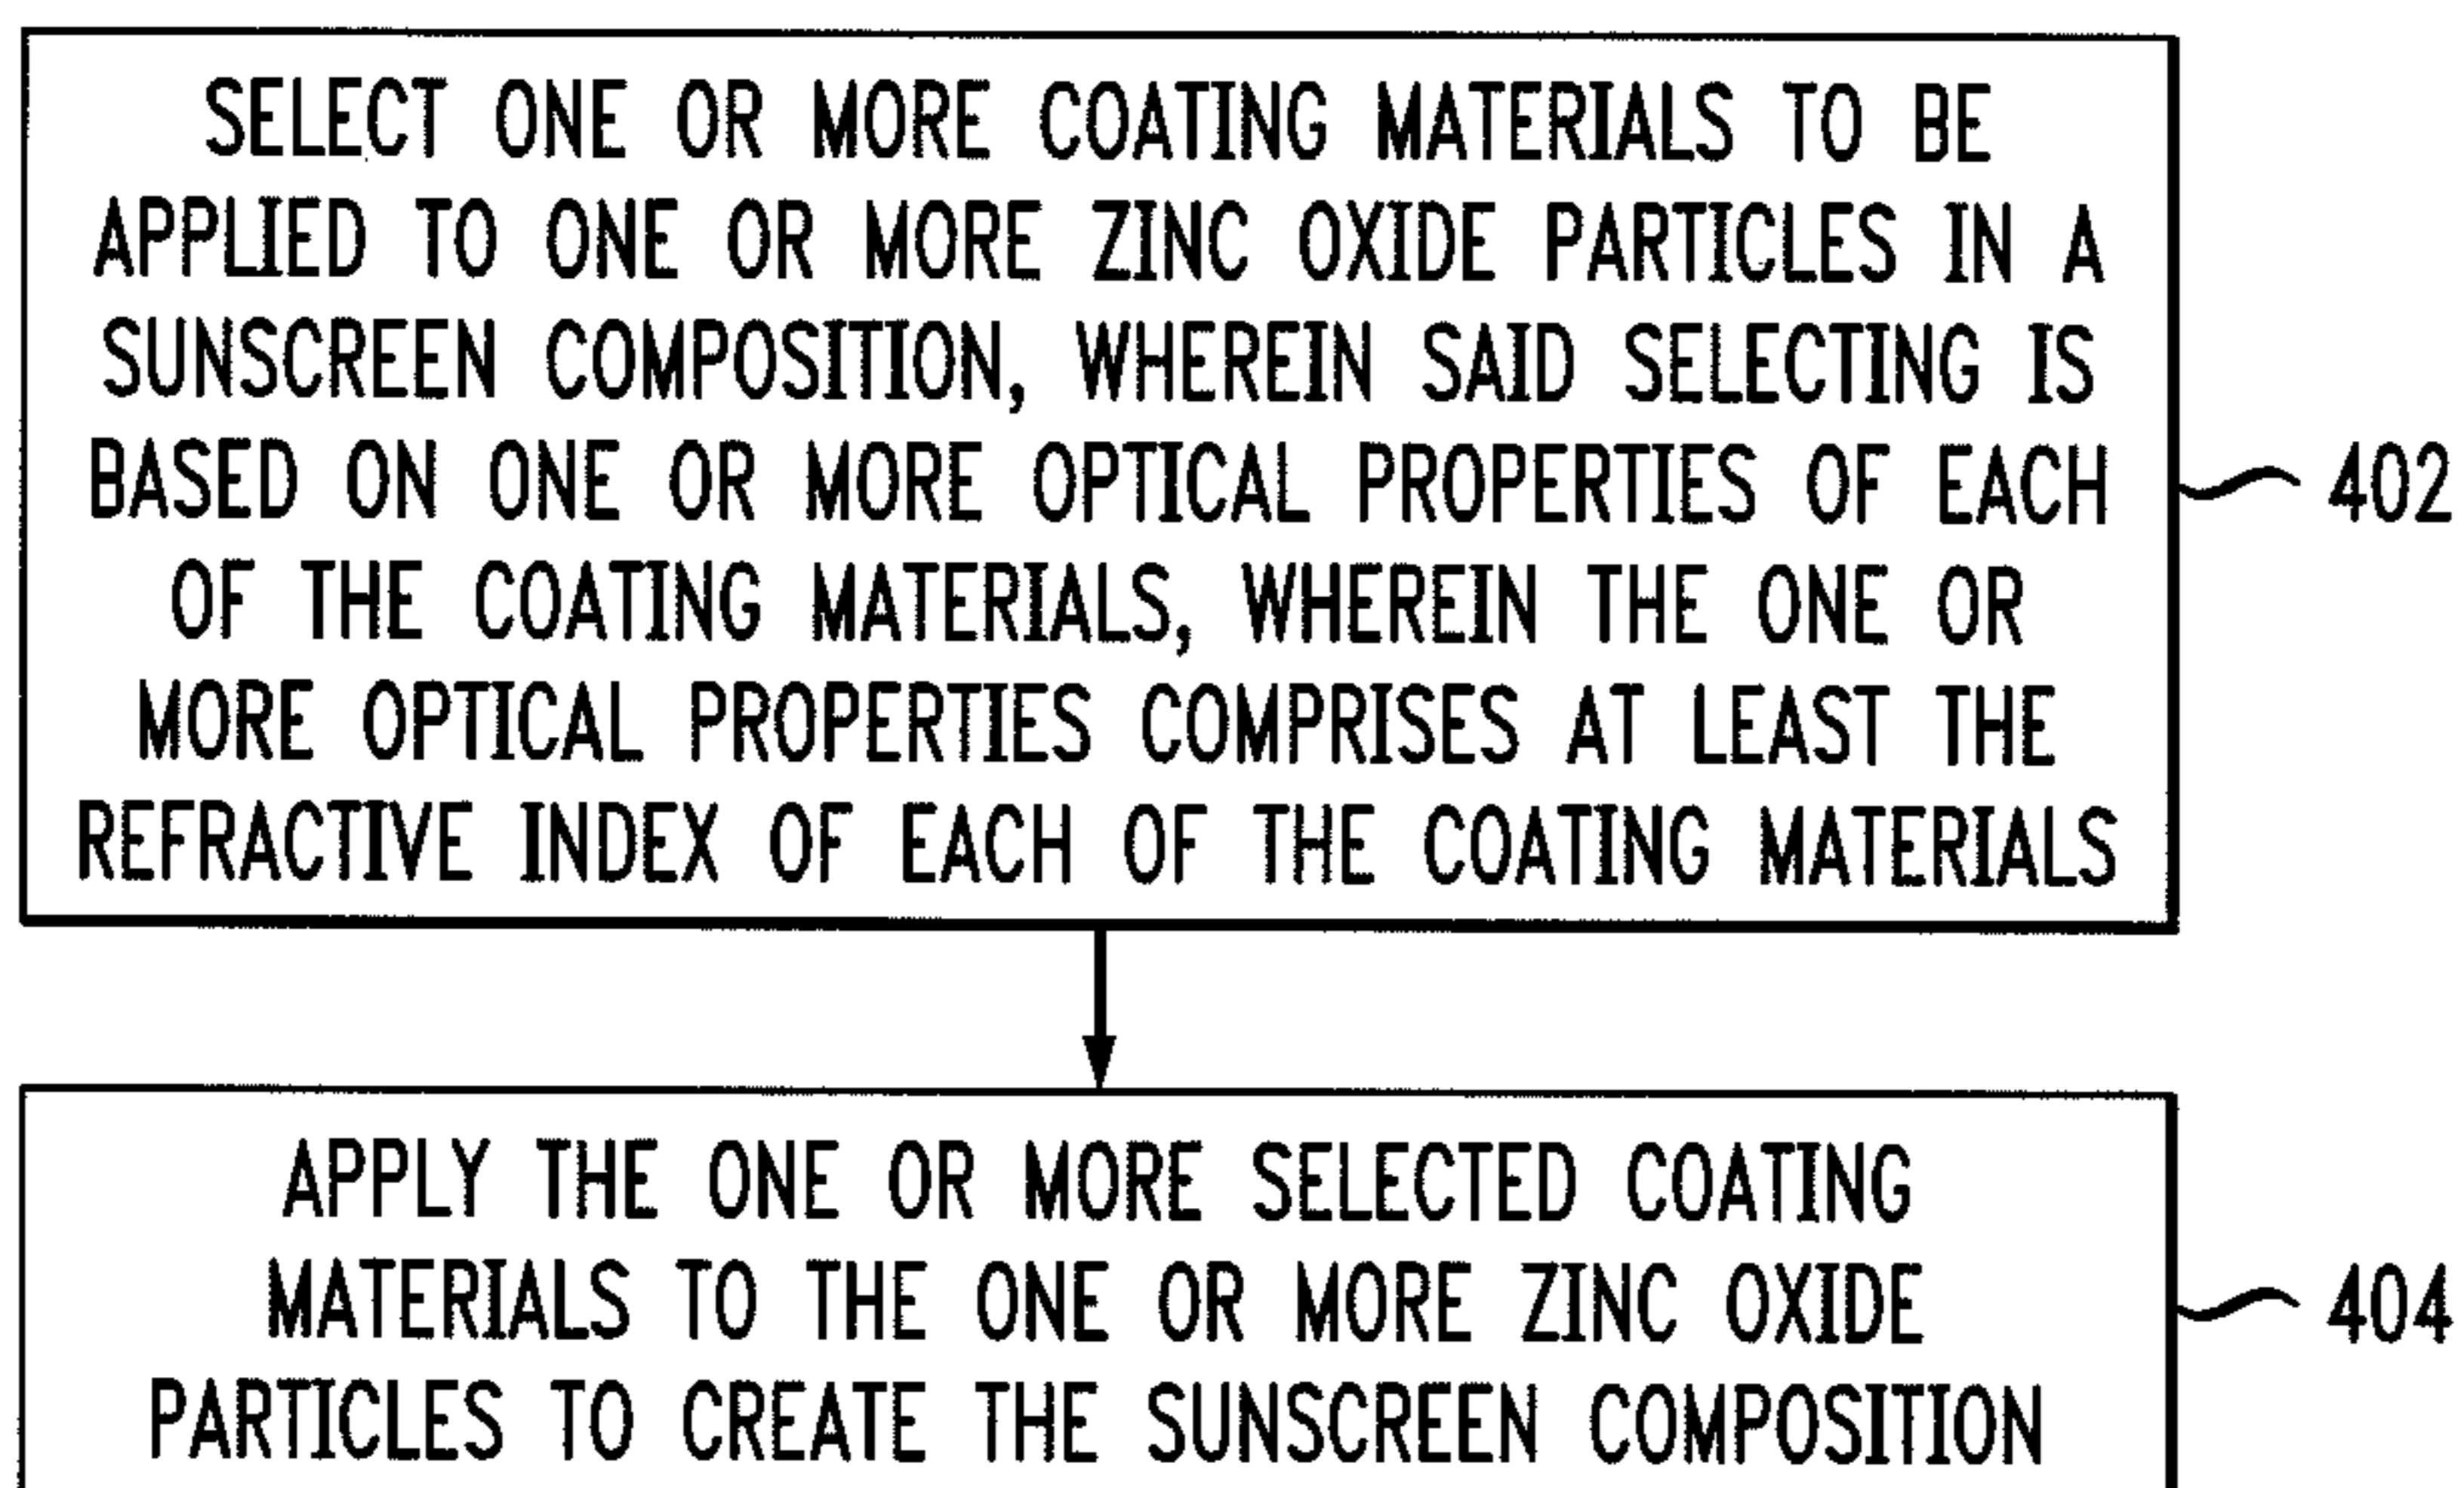 SELECT ONE OR MORE COATING MATERIALS TO BE
APPLIED TO ONE OR MORE ZINC OXIDE PARTICLES IN A
SUNSCREEN COMPOSITION, WHEREIN SAID SELECTING IS
BASED ON ONE OR MORE OPTICAL PROPERTIES OF EACH
OF THE COATING MATERIALS, WHEREIN THE ONE OR
MORE OPTICAL PROPERTIES COMPRISES AT LEAST THE
REFRACTIVE INDEX OF EACH OF THE COATING MATERIALS
402
APPLY THE ONE OR MORE SELECTED COATING
MATERIALS TO THE ONE OR MORE ZINC OXIDE
PARTICLES TO CREATE THE SUNSCREEN COMPOSITION
404